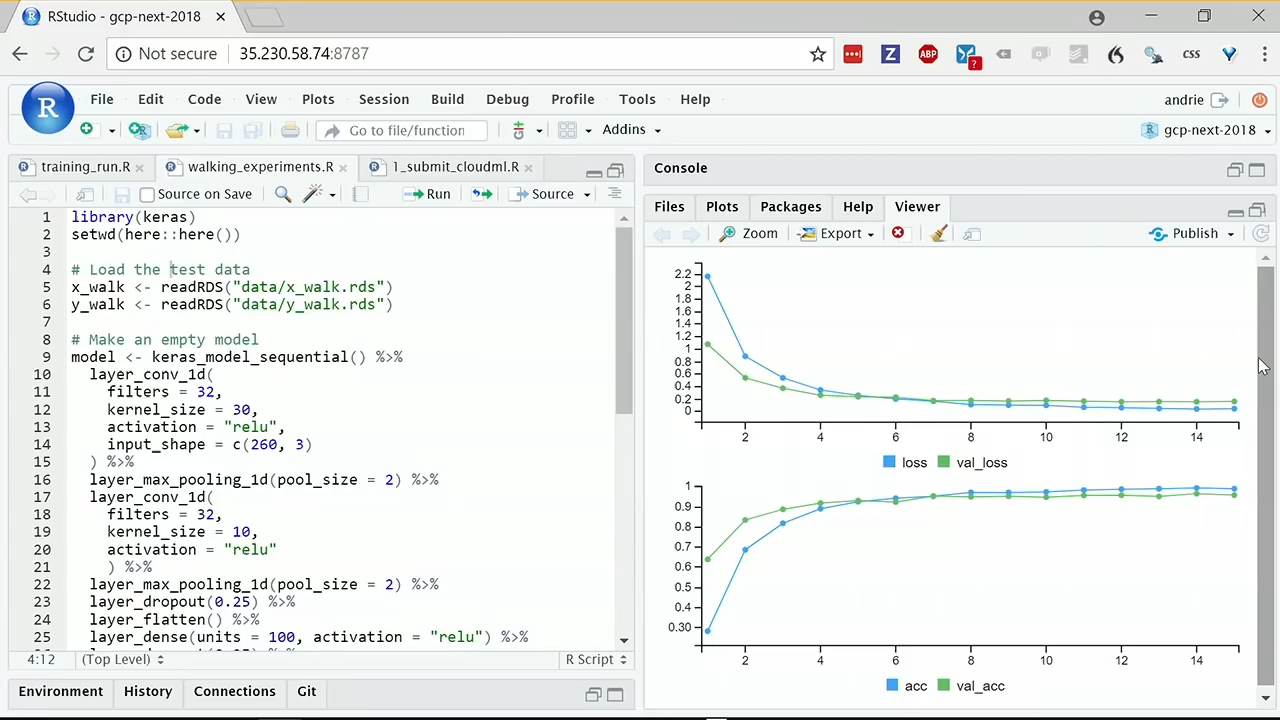 RStudio - gcp-next-2018
Not secure 35.230.58.74:8787
ABP ? CSS
File Edit Code View Plots Session Build Debug Profile Tools Help andrie
Go to file/function Addins gcp-next-2018
training_run.R walking_experiments.R 1_submit_cloudml.R
Source on Save Run Source
1 library(keras)
2 setwd(here::here())
3
4 # Load the test data
5 x_walk <- readRDS("data/x_walk.rds")
6 y_walk <- readRDS("data/y_walk.rds")
7
8 # Make an empty model
9 model <- keras_model_sequential() %>%
10 layer_conv_1d(
11 filters = 32,
12 kernel_size = 30,
13 activation = "relu",
14 input_shape = c(260, 3)
15 ) %>%
16 layer_max_pooling_1d(pool_size = 2) %>%
17 layer_conv_1d(
18 filters = 32,
19 kernel_size = 10,
20 activation = "relu"
21 ) %>%
22 layer_max_pooling_1d(pool_size = 2) %>%
23 layer_dropout(0.25) %>%
24 layer_flatten() %>%
25 layer_dense(units = 100, activation = "relu") %>%
4:12 (Top Level) R Script
Environment History Connections Git
Console
Files Plots Packages Help Viewer
Zoom Export Publish
2.2
2
1.8
1.6
1.4
1.2
1
0.8
0.6
0.4
0.2
0
2 4 6 8 10 12 14
loss val_loss
1
0.9
0.8
0.7
0.6
0.5
0.4
0.30
2 4 6 8 10 12 14
acc val_acc